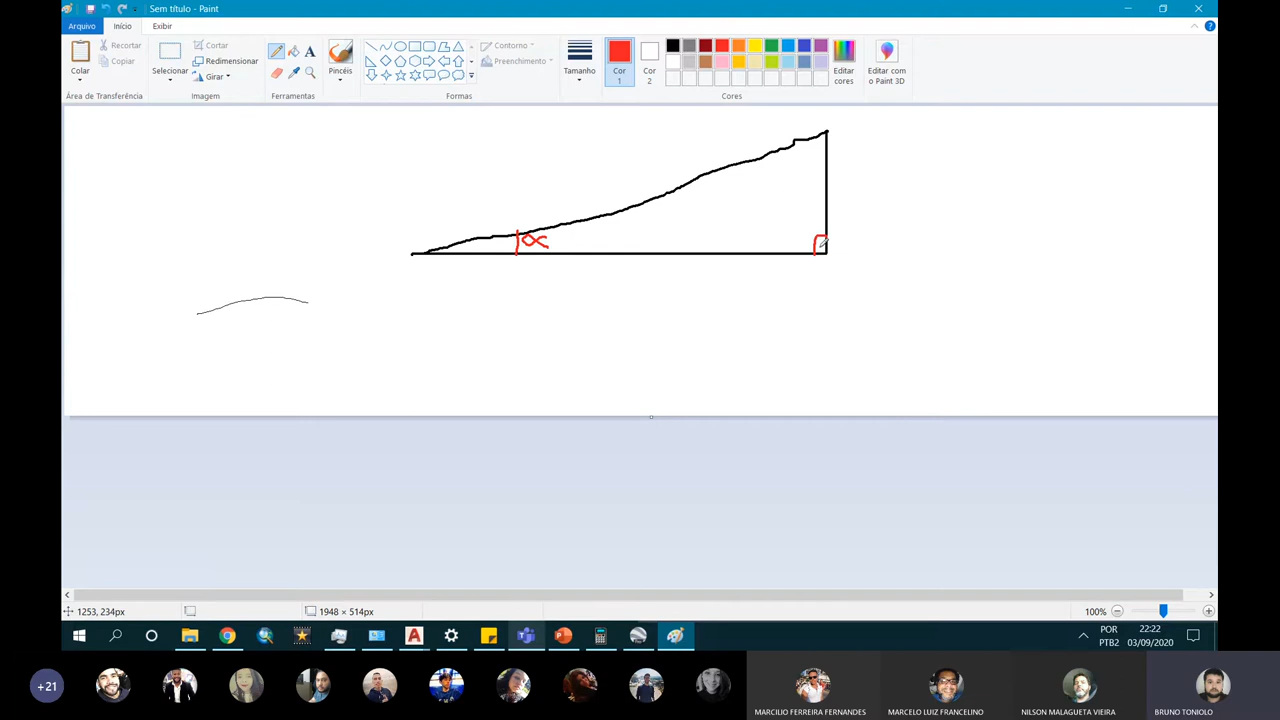 Sem título - Paint
Arquivo Início Exibir
Colar
Recortar
Copiar
Área de Transferência
Selecionar
Cortar
Redimensionar
Girar
Imagem
A
Ferramentas
Pincéis
Contorno
Preenchimento
Formas
Tamanho
Cor 1
Cor 2
Editar cores
Cores
Editar com o Paint 3D
α
1253, 234px
1948 × 514px
100%
POR
PTB2
22:22
03/09/2020
+21
MARCILIO FERREIRA FERNANDES
MARCELO LUIZ FRANCELINO
NILSON MALAGUETA VIEIRA
BRUNO TONIOLO